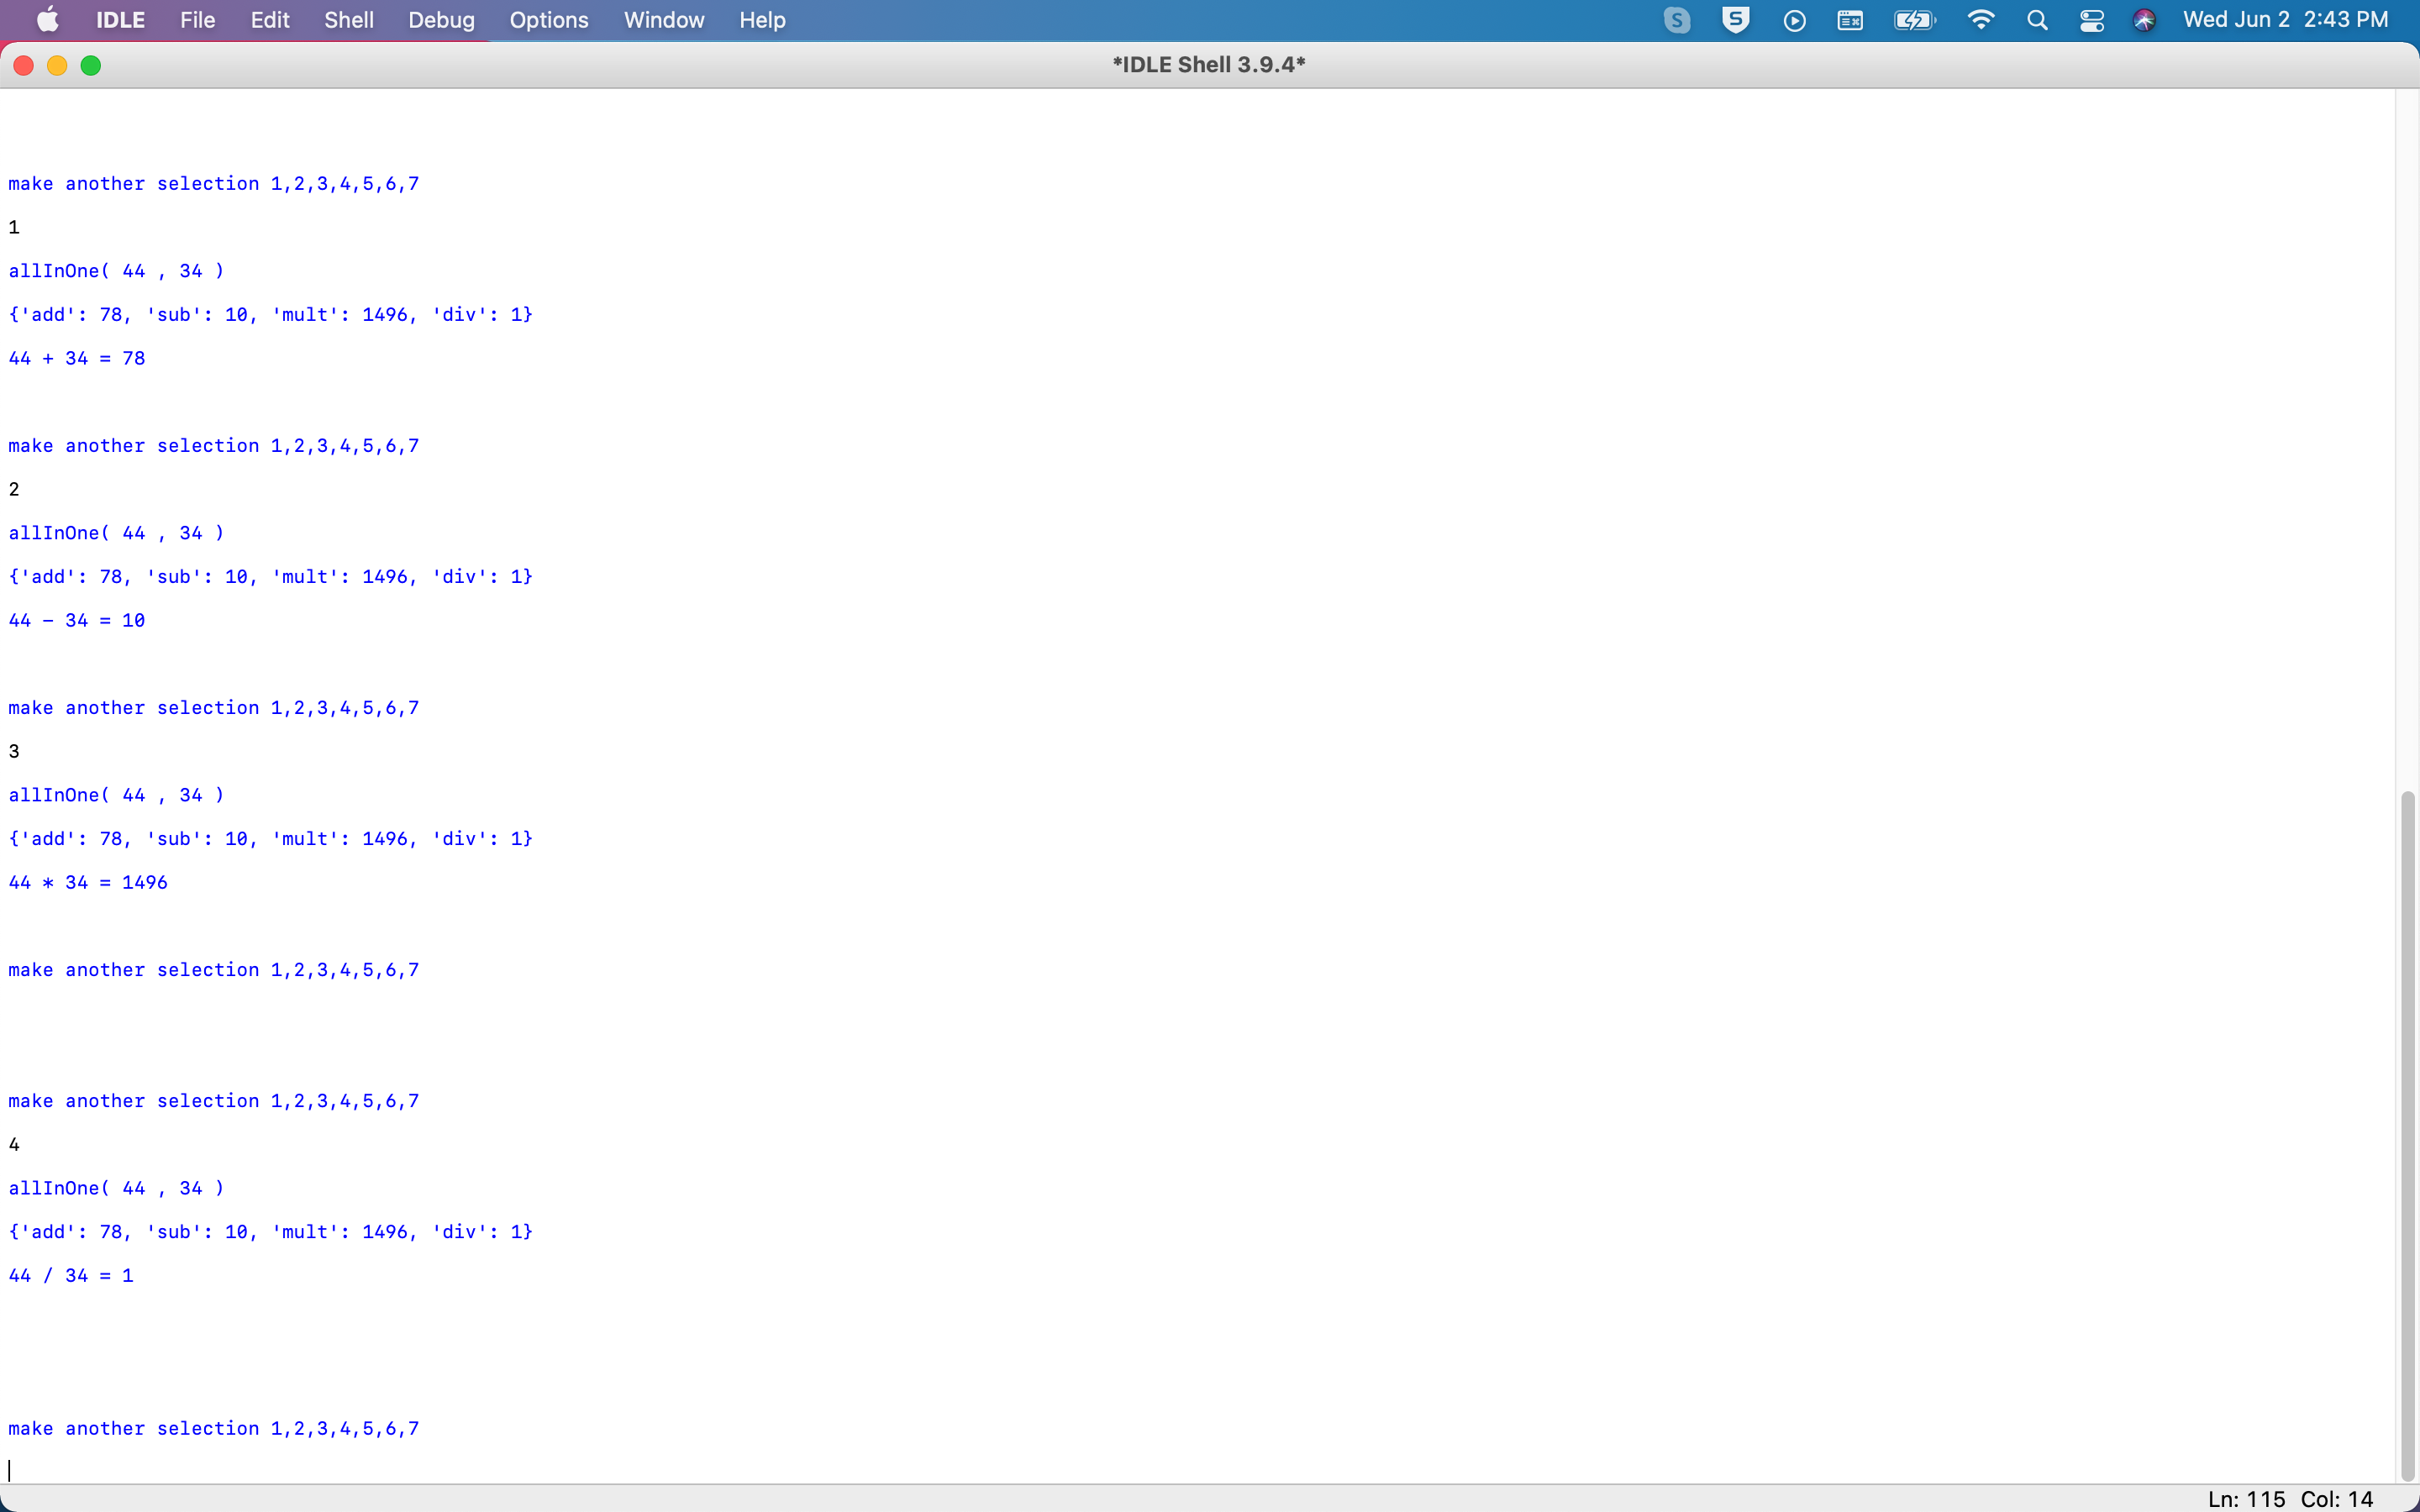 IDLE File Edit Shell Debug Options Window Help S S Wed Jun 2 2:43 PM
*IDLE Shell 3.9.4*
make another selection 1,2,3,4,5,6,7
1
allInOne( 44 , 34 )
{'add': 78, 'sub': 10, 'mult': 1496, 'div': 1}
44 + 34 = 78
make another selection 1,2,3,4,5,6,7
2
allInOne( 44 , 34 )
{'add': 78, 'sub': 10, 'mult': 1496, 'div': 1}
44 - 34 = 10
make another selection 1,2,3,4,5,6,7
3
allInOne( 44 , 34 )
{'add': 78, 'sub': 10, 'mult': 1496, 'div': 1}
44 * 34 = 1496
make another selection 1,2,3,4,5,6,7
make another selection 1,2,3,4,5,6,7
4
allInOne( 44 , 34 )
{'add': 78, 'sub': 10, 'mult': 1496, 'div': 1}
44 / 34 = 1
make another selection 1,2,3,4,5,6,7
Ln: 115 Col: 14